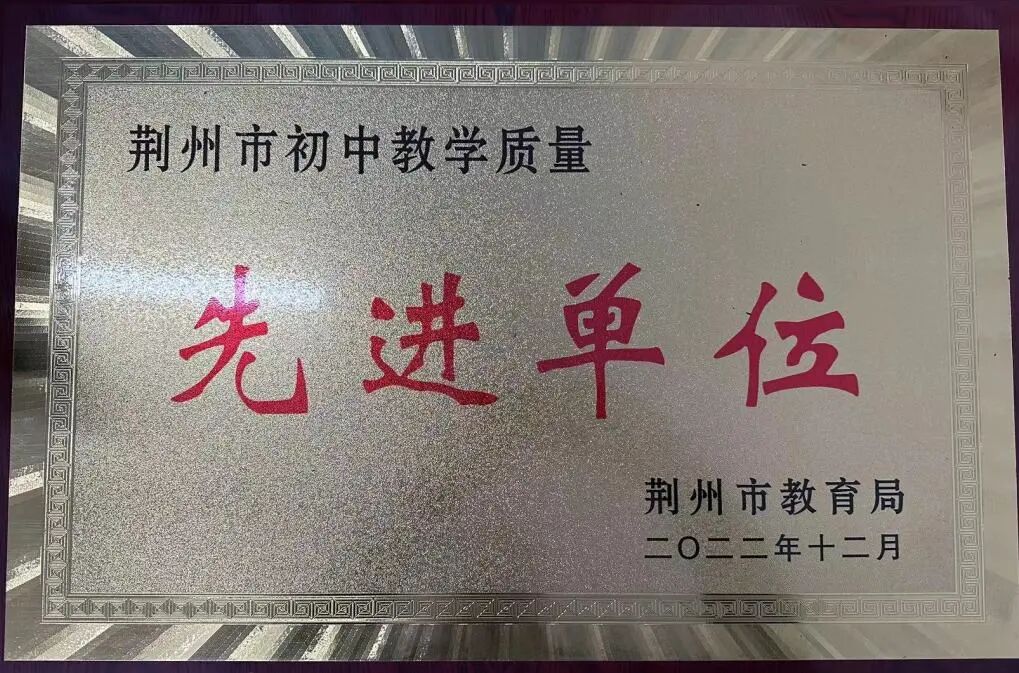 荆州市初中教学质量
先进单位
荆州市教育局
二〇二二年十二月